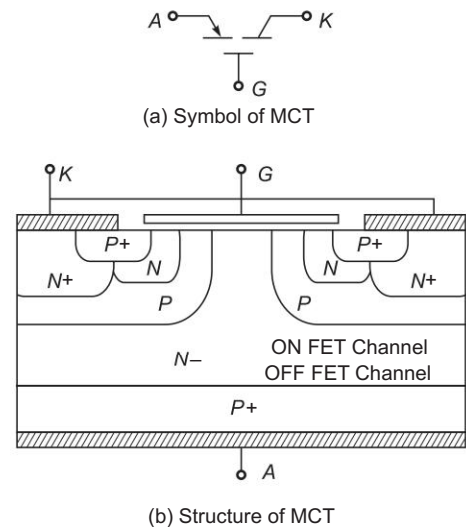 A K
G
(a) Symbol of MCT
K G
P+ P+
N+ N N N+
P P
N– ON FET Channel
OFF FET Channel
P+
A
(b) Structure of MCT